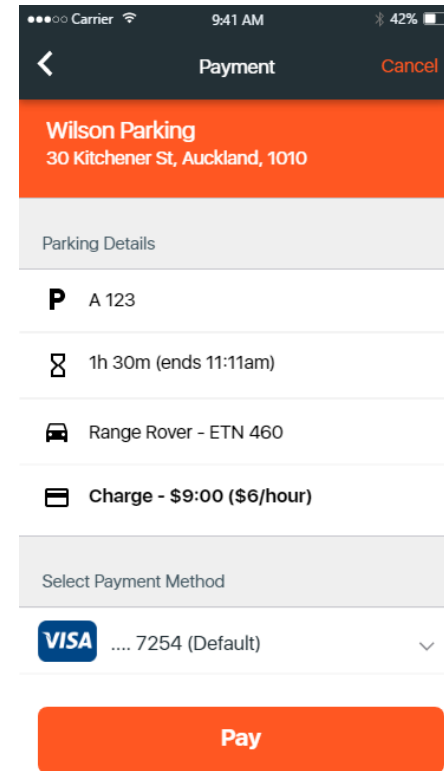 ●●●○○ Carrier 9:41 AM 42%
Payment Cancel
Wilson Parking
30 Kitchener St, Auckland, 1010
Parking Details
P A 123
1h 30m (ends 11:11am)
Range Rover - ETN 460
Charge - $9:00 ($6/hour)
Select Payment Method
VISA .... 7254 (Default)
Pay